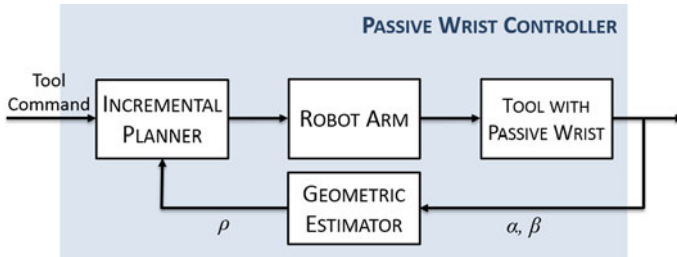 PASSIVE WRIST CONTROLLER
Tool
Command
INCREMENTAL
PLANNER
ROBOT ARM
TOOL WITH
PASSIVE WRIST
GEOMETRIC
ESTIMATOR
ρ
α, β